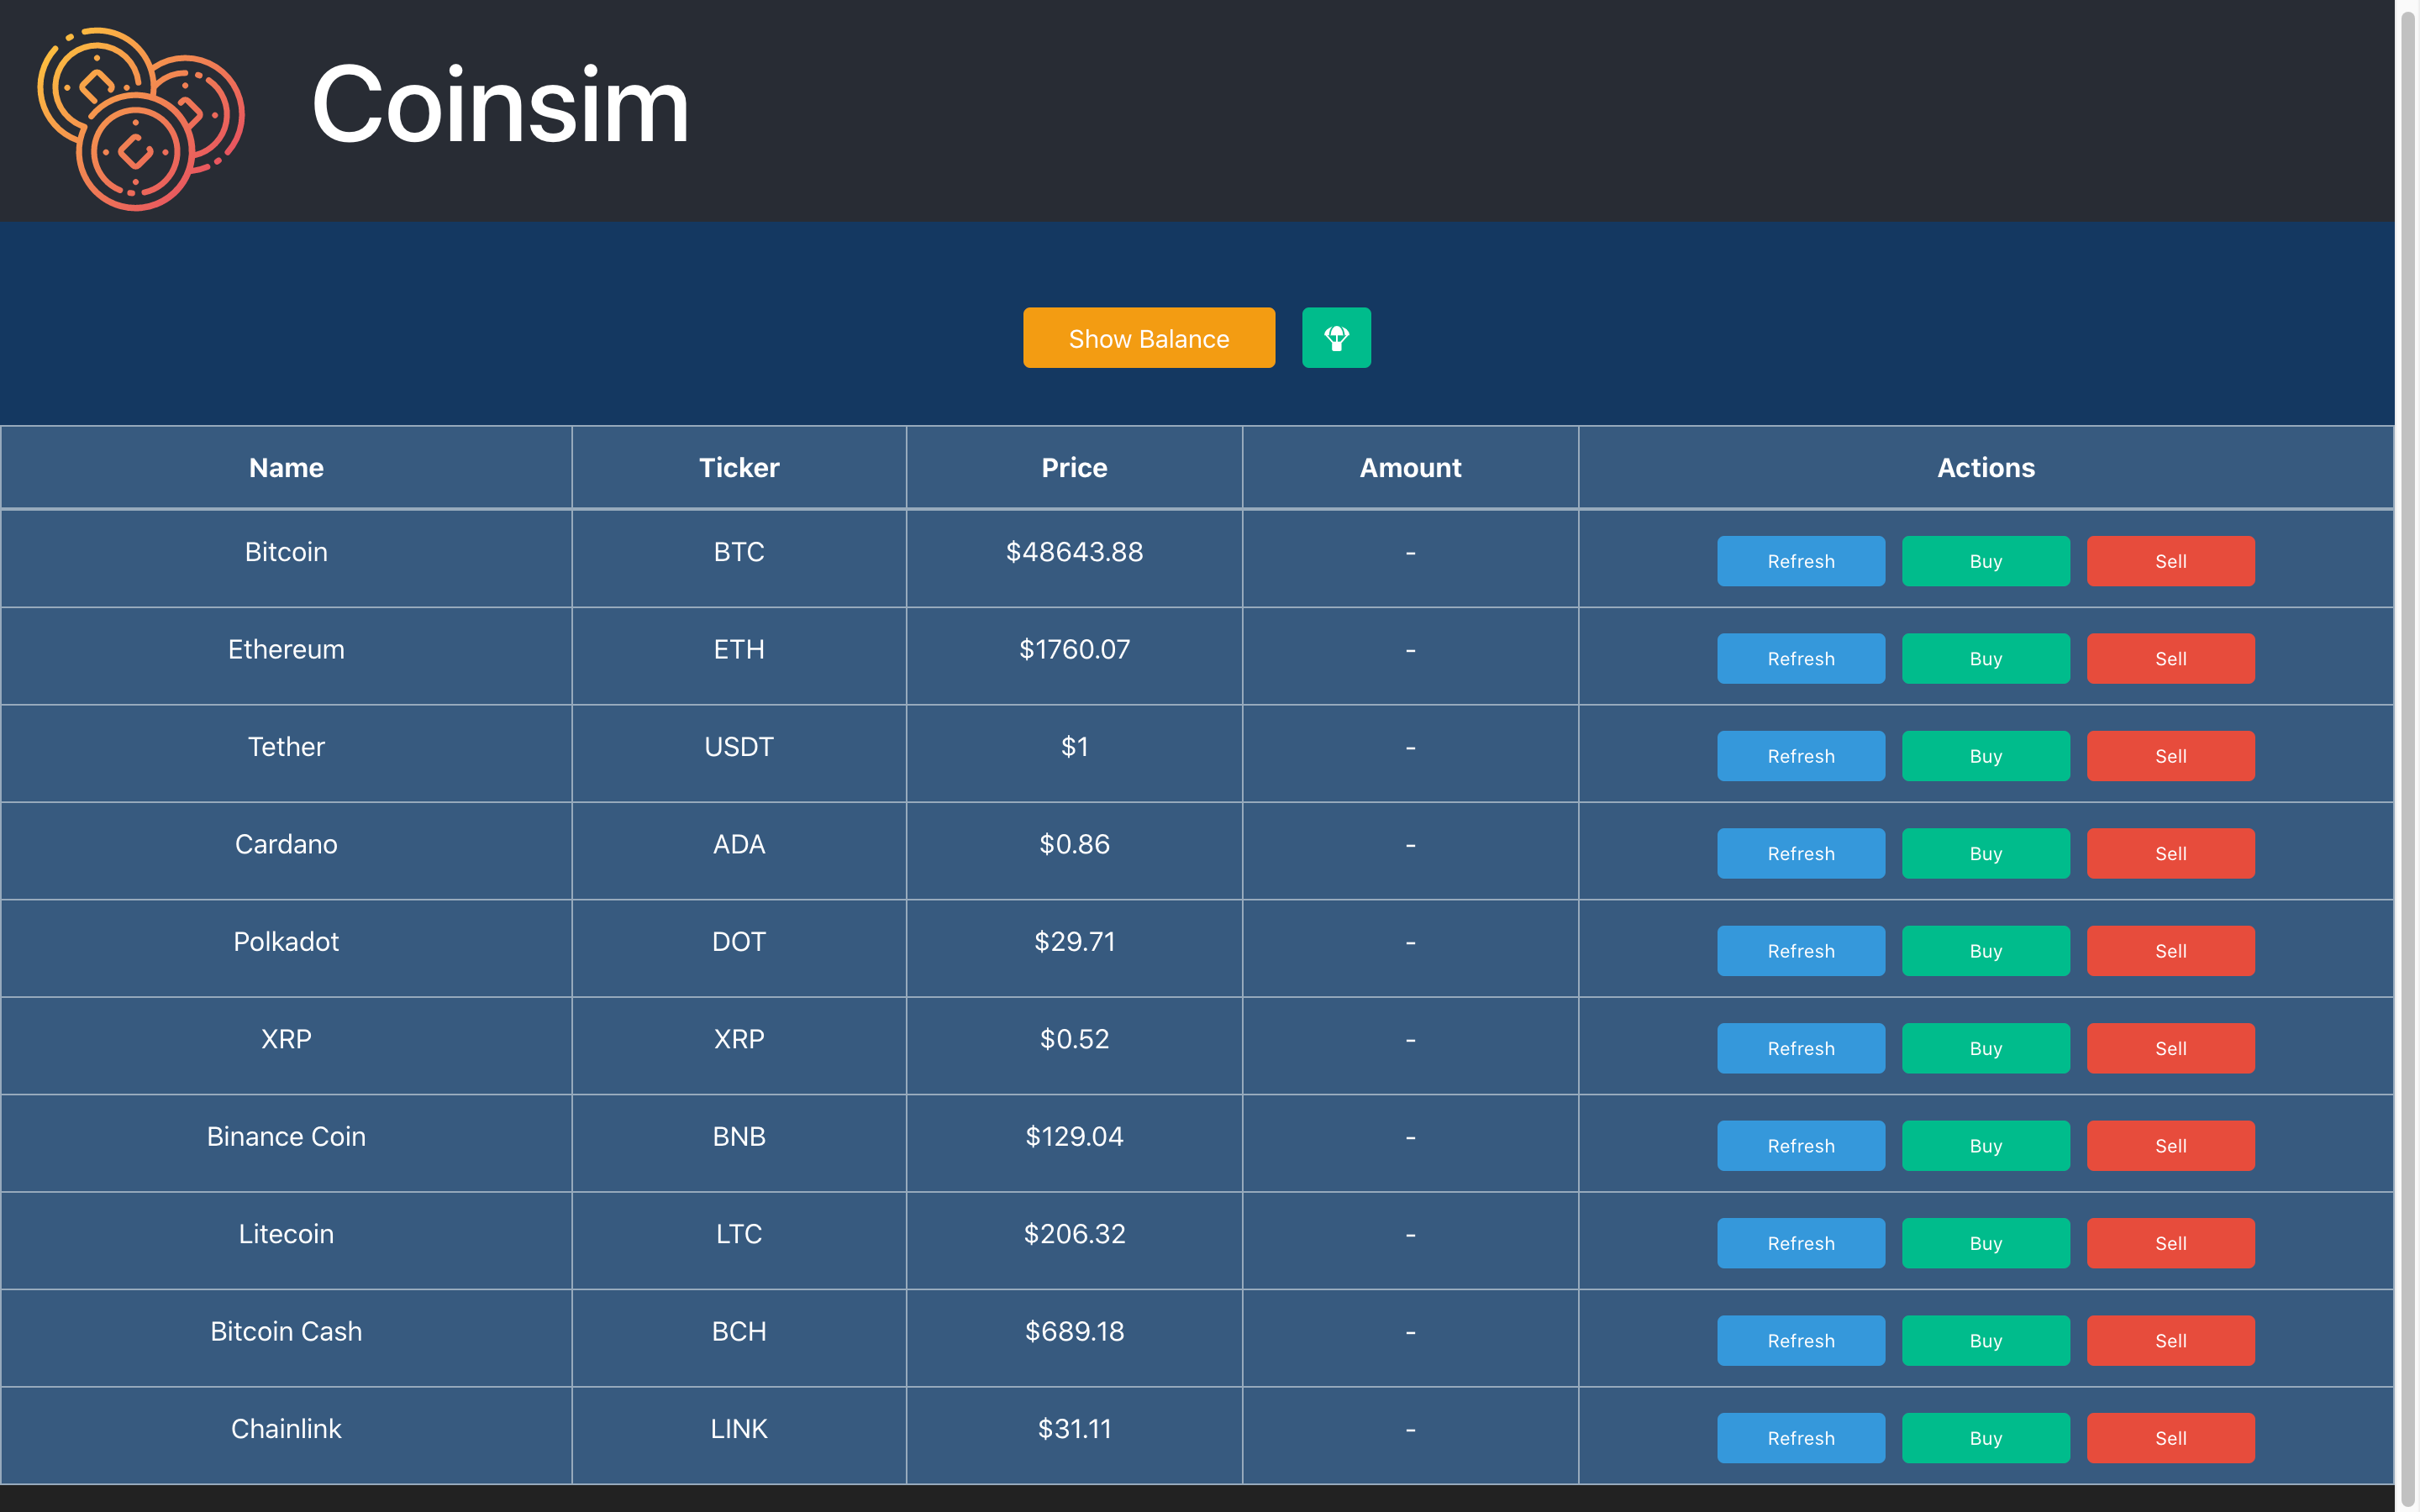 Coinsim
Show Balance
Name Ticker Price Amount Actions
Bitcoin BTC $48643.88 - Refresh Buy Sell
Ethereum ETH $1760.07 - Refresh Buy Sell
Tether USDT $1 - Refresh Buy Sell
Cardano ADA $0.86 - Refresh Buy Sell
Polkadot DOT $29.71 - Refresh Buy Sell
XRP XRP $0.52 - Refresh Buy Sell
Binance Coin BNB $129.04 - Refresh Buy Sell
Litecoin LTC $206.32 - Refresh Buy Sell
Bitcoin Cash BCH $689.18 - Refresh Buy Sell
Chainlink LINK $31.11 - Refresh Buy Sell